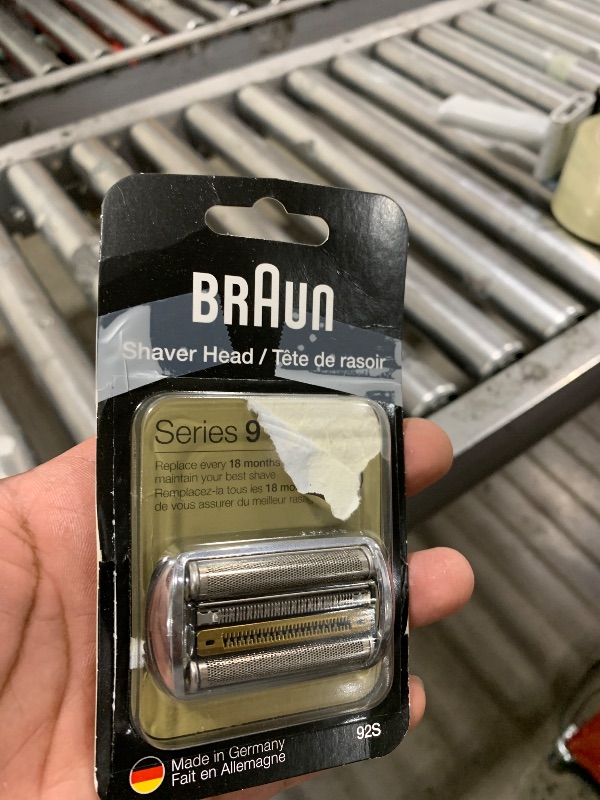 BRAUN
Shaver Head / Tête de rasoir
Series 9
Replace every 18 months
maintain your best shave
Remplacez-la tous les 18
de vous assurer du meilleur
92S
Made in Germany
Fait en Allemagne